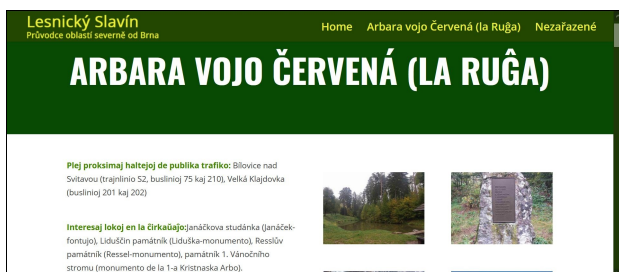 Lesnický Slavín
Průvodce oblastí severně od Brna
Home Arbara vojo Červená (la Ruĝa) Nezařazené
ARBARA VOJO ČERVENÁ (LA RUĜA)
Plej proksimaj haltejoj de publika trafiko: Bílovice nad
Svitavou (trajnlinio S2, buslinioj 75 kaj 210), Velká Klajdovka
(buslinioj 201 kaj 202)
Interesaj lokoj en la ĉirkaŭaĵo:Janáčkova studánka (Janáček-
fontujo), Liduščin památník (Liduška-monumento), Resslův
památník (Ressel-monumento), památník 1. Vánočního
stromu (monumento de la 1-a Kristnaska Arbo).